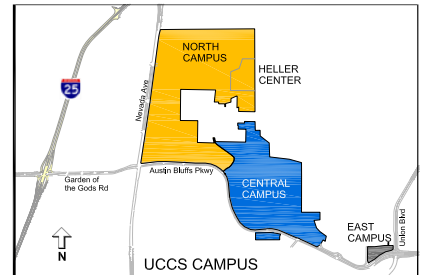 NORTH
CAMPUS
HELLER
CENTER
25
Nevada Ave
Garden of
the Gods Rd
Austin Bluffs Pkwy
CENTRAL
CAMPUS
EAST
CAMPUS
Union Blvd
N
UCCS CAMPUS